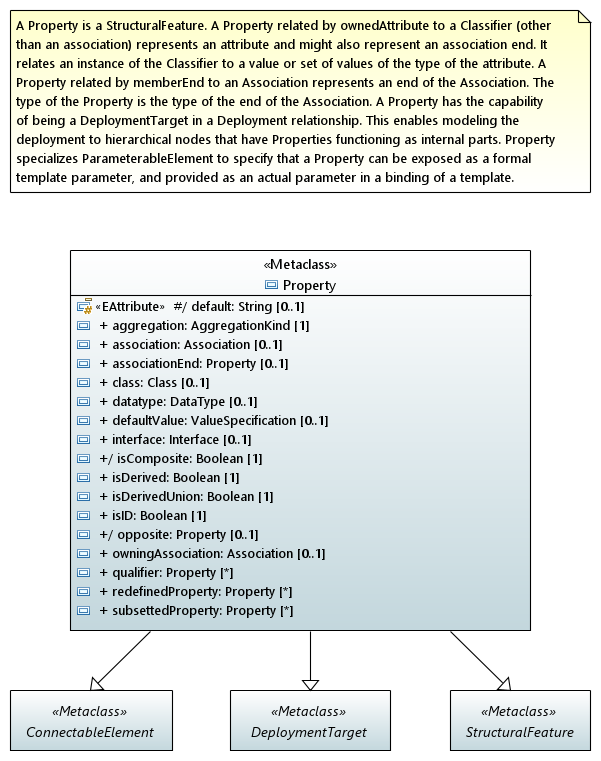 A Property is a StructuralFeature. A Property related by ownedAttribute to a Classifier (other
than an association) represents an attribute and might also represent an association end. It
relates an instance of the Classifier to a value or set of values of the type of the attribute. A
Property related by memberEnd to an Association represents an end of the Association. The
type of the Property is the type of the end of the Association. A Property has the capability
of being a DeploymentTarget in a Deployment relationship. This enables modeling the
deployment to hierarchical nodes that have Properties functioning as internal parts. Property
specializes ParameterableElement to specify that a Property can be exposed as a formal
template parameter, and provided as an actual parameter in a binding of a template.
«Metaclass»
Property
«EAttribute» #/ default: String [0..1]
+ aggregation: AggregationKind [1]
+ association: Association [0..1]
+ associationEnd: Property [0..1]
+ class: Class [0..1]
+ datatype: DataType [0..1]
+ defaultValue: ValueSpecification [0..1]
+ interface: Interface [0..1]
+/ isComposite: Boolean [1]
+ isDerived: Boolean [1]
+ isDerivedUnion: Boolean [1]
+ isID: Boolean [1]
+/ opposite: Property [0..1]
+ owningAssociation: Association [0..1]
+ qualifier: Property [*]
+ redefinedProperty: Property [*]
+ subsettedProperty: Property [*]
«Metaclass»
ConnectableElement
«Metaclass»
DeploymentTarget
«Metaclass»
StructuralFeature